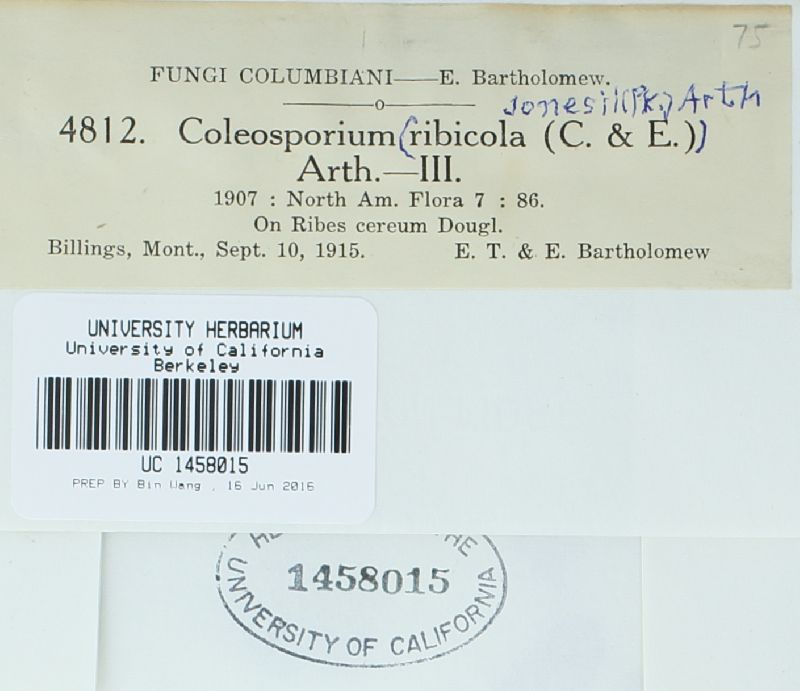 75
FUNGI COLUMBIANI——E. Bartholomew.
Jonesii (Pk.) Arth
4812. Coleosporium (ribicola (C. & E.))
Arth.—III.
1907 : North Am. Flora 7 : 86.
On Ribes cereum Dougl.
Billings, Mont., Sept. 10, 1915. E. T. & E. Bartholomew
UNIVERSITY HERBARIUM
University of California
Berkeley
UC 1458015
PREP BY Bin Wang , 16 Jun 2016
1458015
UNIVERSITY OF CALIFORNIA